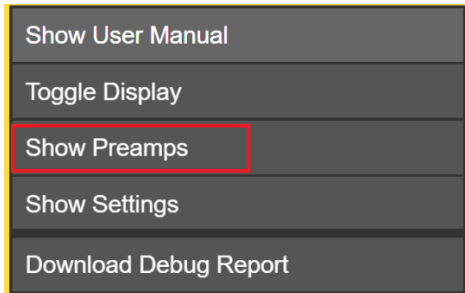 Show User Manual
Toggle Display
Show Preamps
Show Settings
Download Debug Report